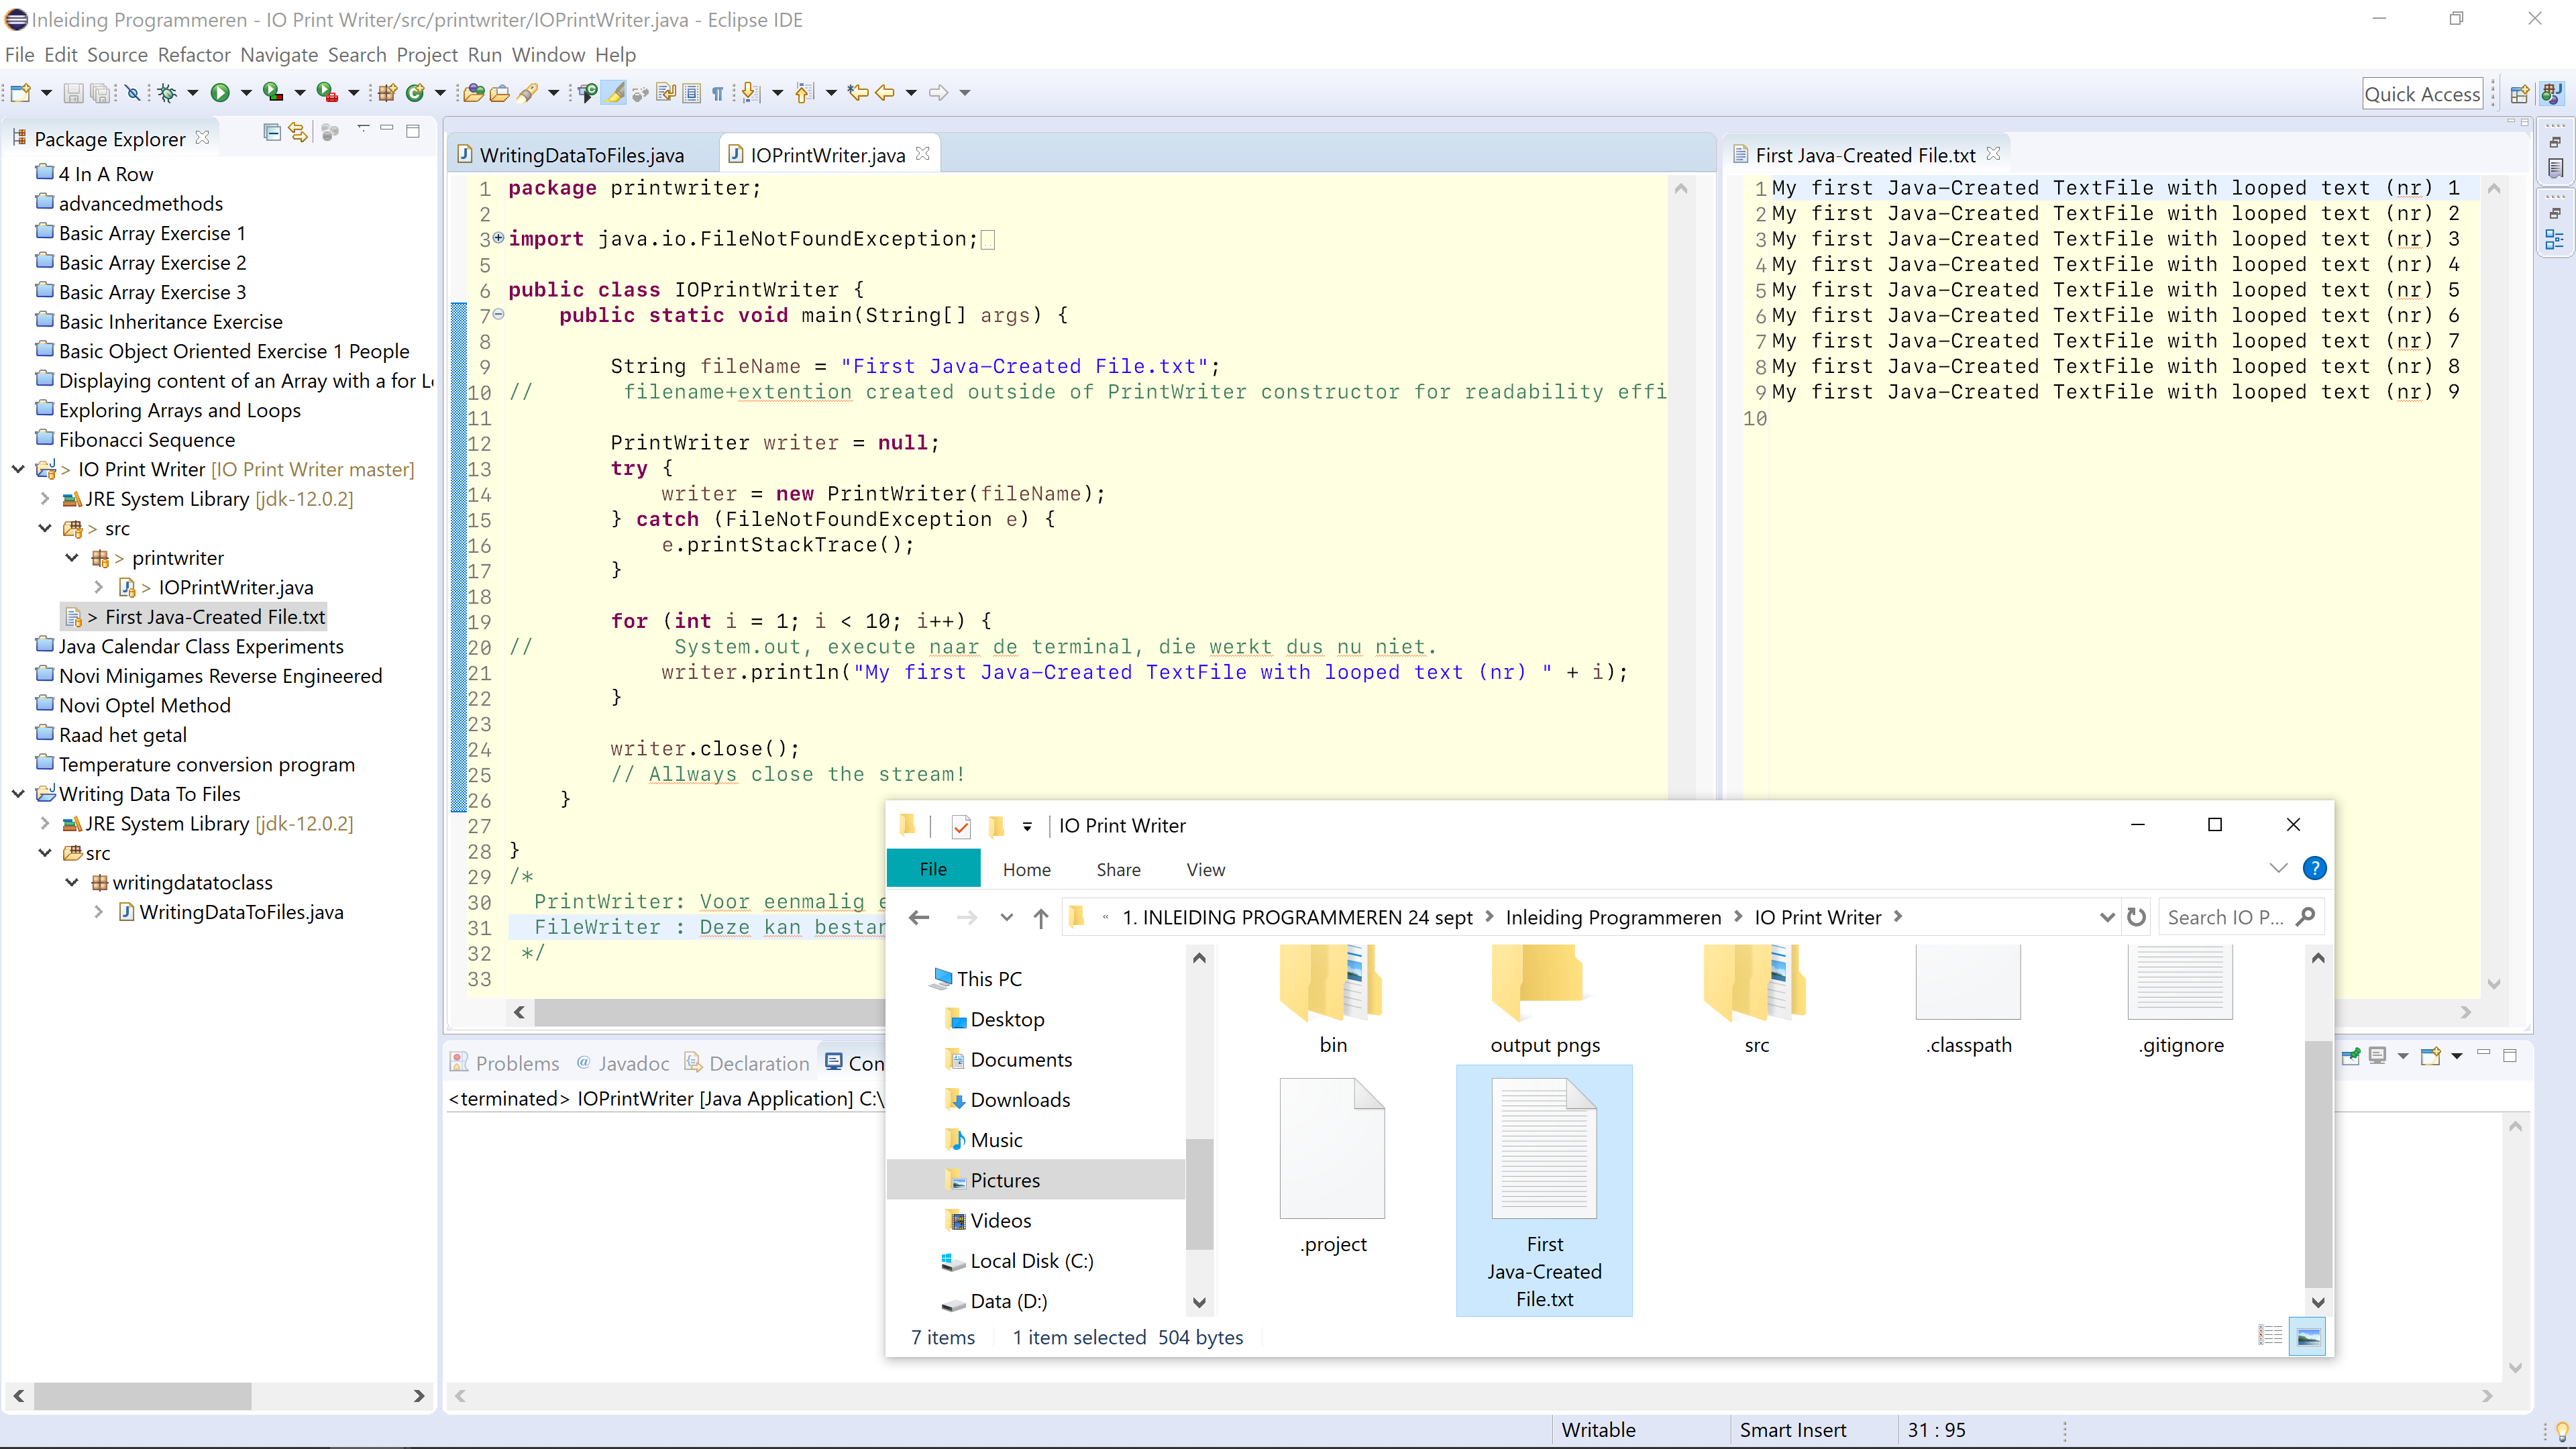 Inleiding Programmeren - IO Print Writer/src/printwriter/IOPrintWriter.java - Eclipse IDE
File Edit Source Refactor Navigate Search Project Run Window Help
Quick Access
Package Explorer
4 In A Row
advancedmethods
Basic Array Exercise 1
Basic Array Exercise 2
Basic Array Exercise 3
Basic Inheritance Exercise
Basic Object Oriented Exercise 1 People
Displaying content of an Array with a for
Exploring Arrays and Loops
Fibonacci Sequence
> IO Print Writer [IO Print Writer master]
JRE System Library [jdk-12.0.2]
> src
> printwriter
> IOPrintWriter.java
> First Java-Created File.txt
Java Calendar Class Experiments
Novi Minigames Reverse Engineered
Novi Optel Method
Raad het getal
Temperature conversion program
Writing Data To Files
JRE System Library [jdk-12.0.2]
src
writingdatatoclass
WritingDataToFiles.java
WritingDataToFiles.java
IOPrintWriter.java
1 package printwriter;
2
3 import java.io.FileNotFoundException;
5
6 public class IOPrintWriter {
7 public static void main(String[] args) {
8
9 String fileName = "First Java-Created File.txt";
10 // filename+extention created outside of PrintWriter constructor for readability effi
11
12 PrintWriter writer = null;
13 try {
14 writer = new PrintWriter(fileName);
15 } catch (FileNotFoundException e) {
16 e.printStackTrace();
17 }
18
19 for (int i = 1; i < 10; i++) {
20 // System.out, execute naar de terminal, die werkt dus nu niet.
21 writer.println("My first Java-Created TextFile with looped text (nr) " + i);
22 }
23
24 writer.close();
25 // Allways close the stream!
26 }
27
28 }
29 /*
30 PrintWriter: Voor eenmalig
31 FileWriter : Deze kan
32 */
33
First Java-Created File.txt
1 My first Java-Created TextFile with looped text (nr) 1
2 My first Java-Created TextFile with looped text (nr) 2
3 My first Java-Created TextFile with looped text (nr) 3
4 My first Java-Created TextFile with looped text (nr) 4
5 My first Java-Created TextFile with looped text (nr) 5
6 My first Java-Created TextFile with looped text (nr) 6
7 My first Java-Created TextFile with looped text (nr) 7
8 My first Java-Created TextFile with looped text (nr) 8
9 My first Java-Created TextFile with looped text (nr) 9
10
Problems @ Javadoc Declaration Con
<terminated> IOPrintWriter [Java Application] C:\
IO Print Writer
File Home Share View
« 1. INLEIDING PROGRAMMEREN 24 sept > Inleiding Programmeren > IO Print Writer >
Search IO P...
This PC
Desktop
Documents
Downloads
Music
Pictures
Videos
Local Disk (C:)
Data (D:)
bin
output pngs
src
.classpath
.gitignore
.project
First
Java-Created
File.txt
7 items 1 item selected 504 bytes
Writable Smart Insert 31 : 95